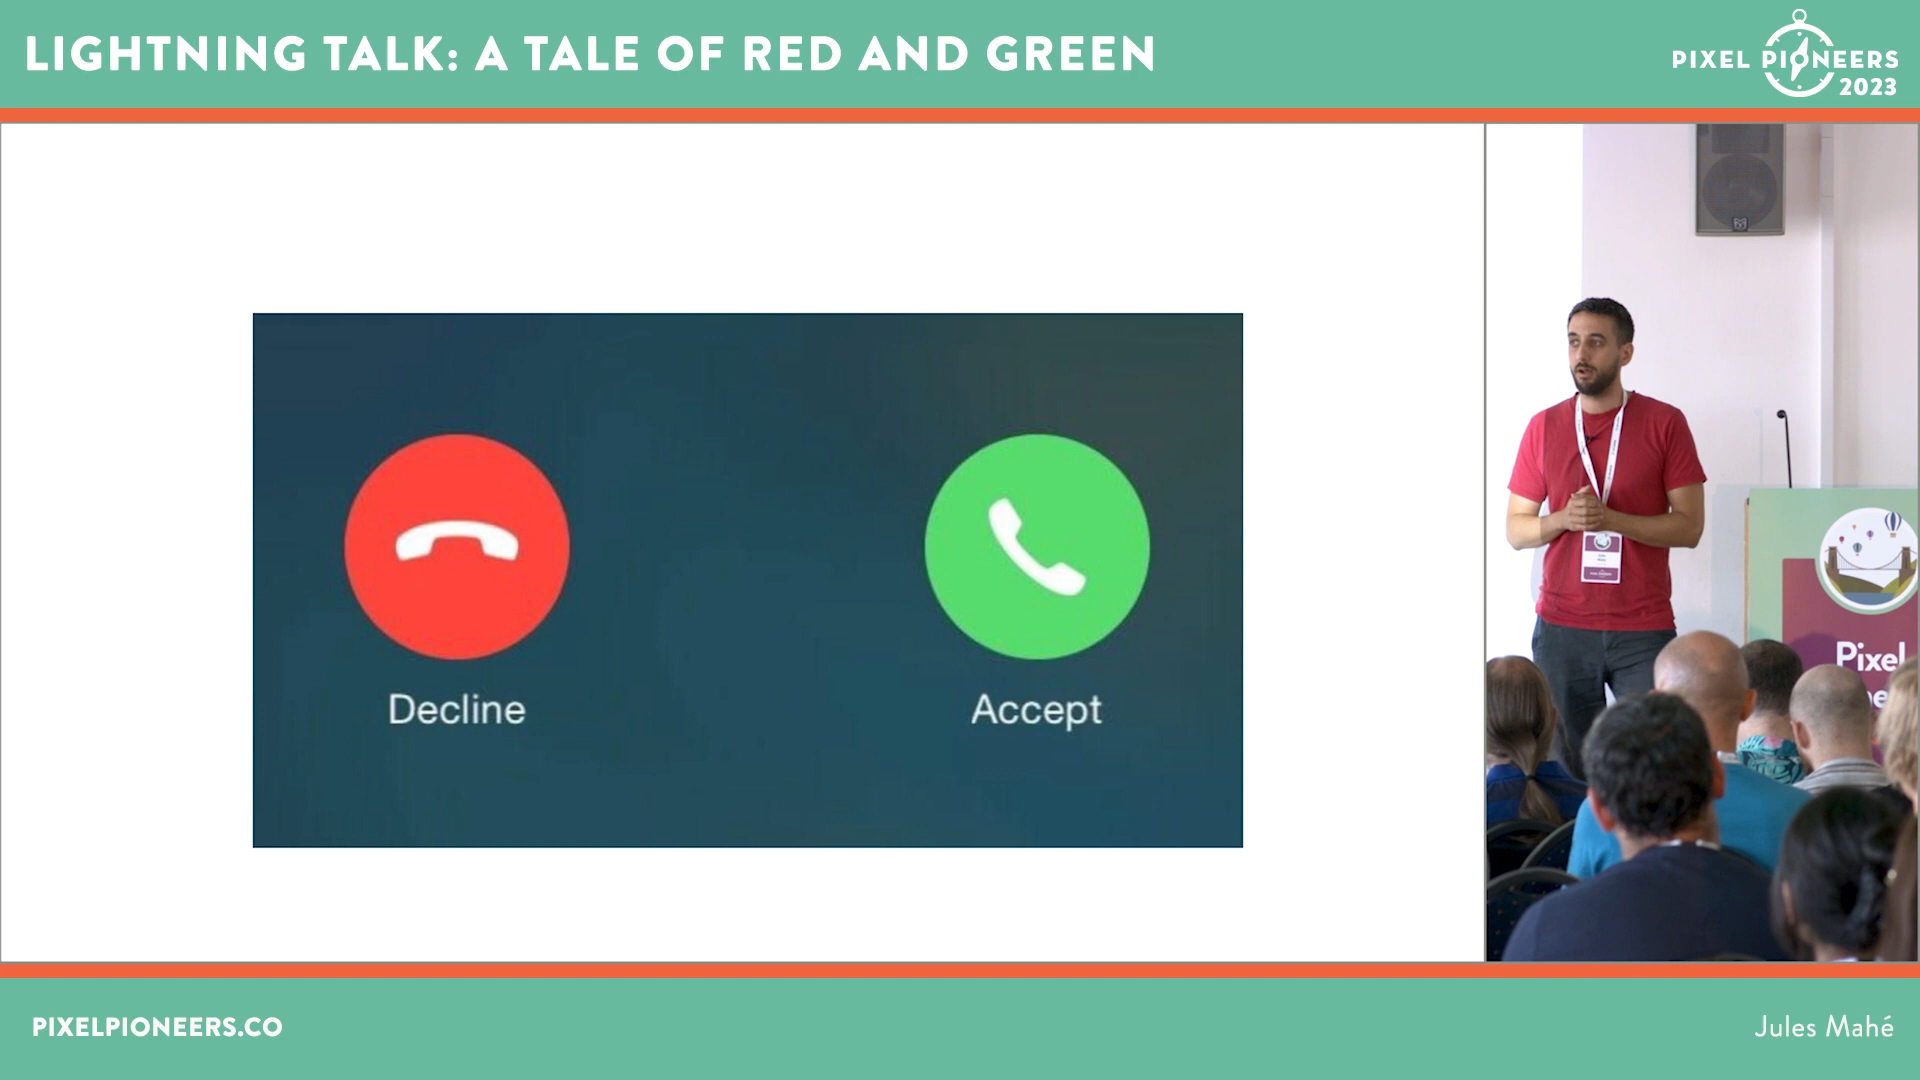 LIGHTNING TALK: A TALE OF RED AND GREEN
PIXEL PIONEERS
2023
Decline
Accept
Pixel
PIXELPIONEERS.CO
Jules Mahé